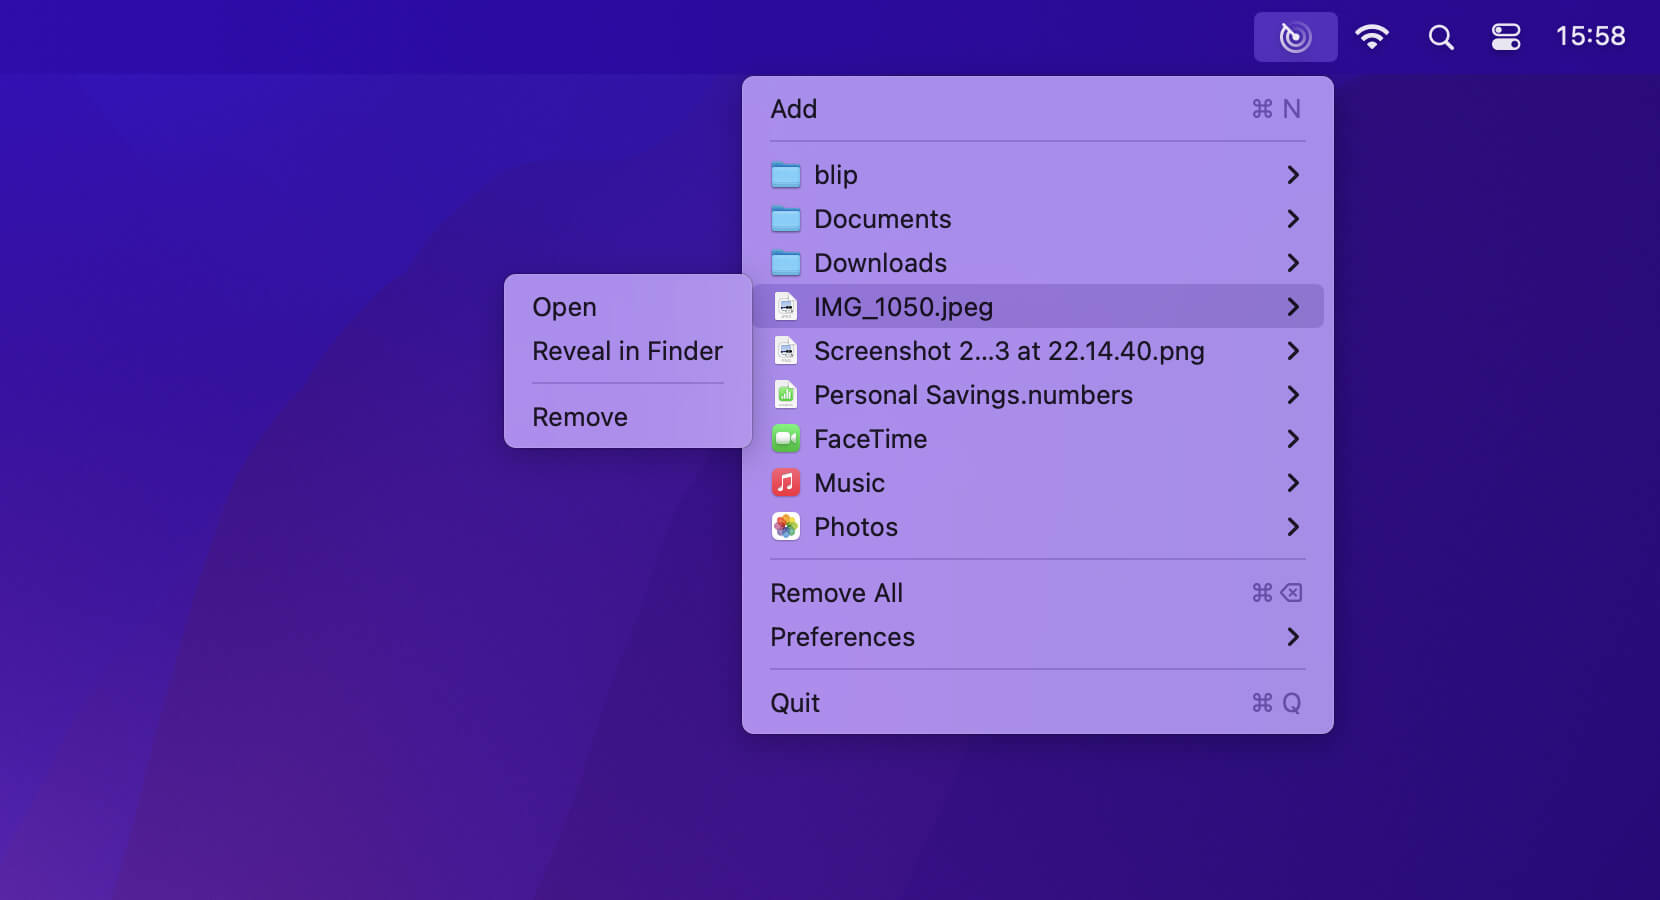 15:58
Add ⌘ N
blip
Documents
Downloads
IMG_1050.jpeg
Screenshot 2...3 at 22.14.40.png
Personal Savings.numbers
FaceTime
Music
Photos
Remove All ⌘ ⌫
Preferences
Quit ⌘ Q
Open
Reveal in Finder
Remove